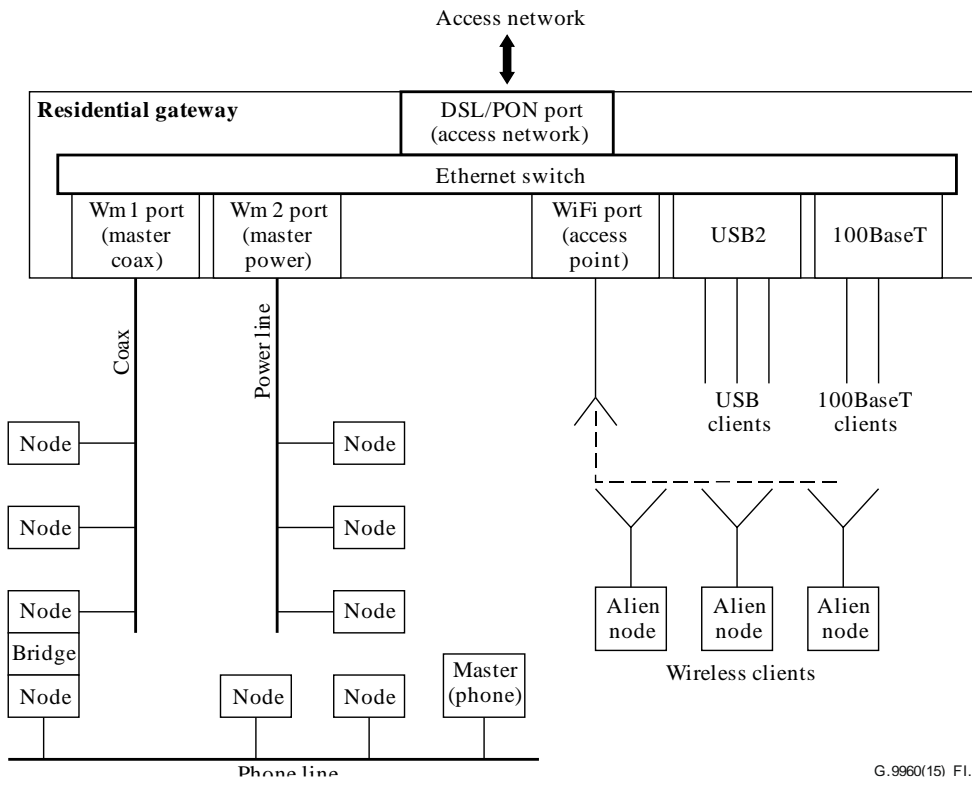 Access network
Residential gateway
DSL/PON port
(access network)
Ethernet switch
Wm 1 port
(master
coax)
Wm 2 port
(master
power)
WiFi port
(access
point)
USB2
100BaseT
Coax
Power line
USB
clients
100BaseT
clients
Node
Node
Node
Node
Node
Node
Bridge
Node
Node
Node
Master
(phone)
Alien
node
Alien
node
Alien
node
Wireless clients
Phone line
G.9960(15)_FI.